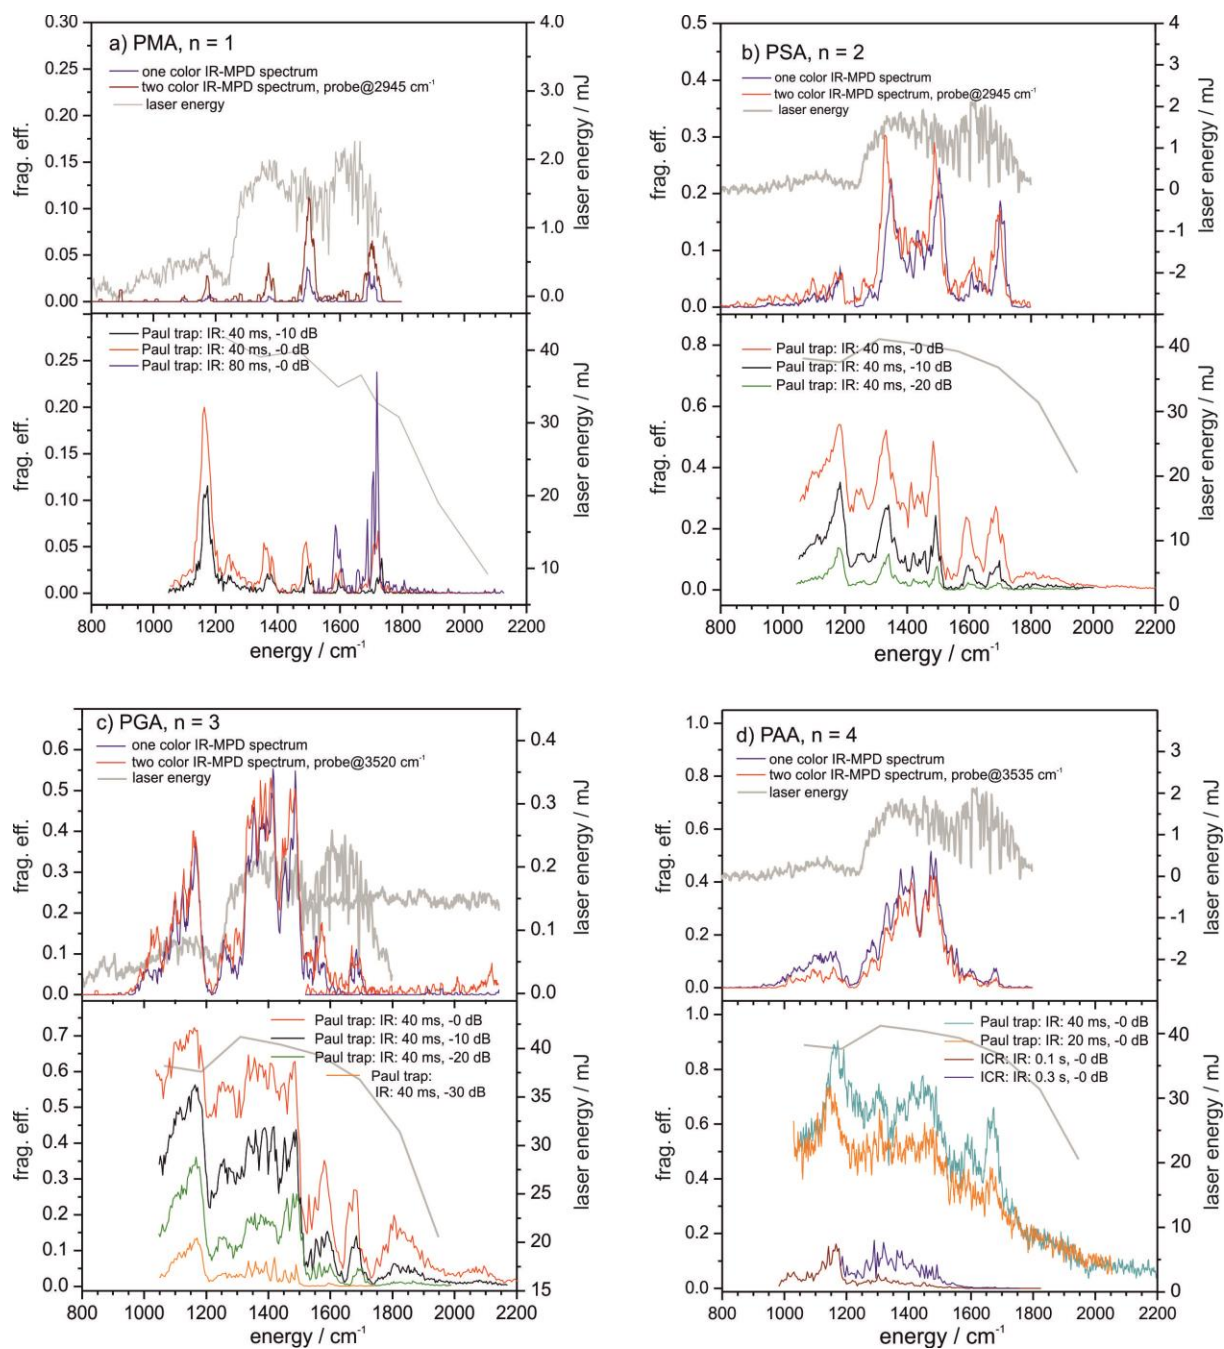 a) PMA, n = 1
one color IR-MPD spectrum
two color IR-MPD spectrum, probe@2945 cm⁻¹
laser energy
frag. eff.
0.30
0.25
0.20
0.15
0.10
0.05
0.00
4.0
3.0
2.0
1.0
0.0
laser energy / mJ
Paul trap: IR: 40 ms, -10 dB
Paul trap: IR: 40 ms, -0 dB
Paul trap: IR: 80 ms, -0 dB
frag. eff.
0.25
0.20
0.15
0.10
0.05
0.00
40
30
20
10
laser energy / mJ
800 1000 1200 1400 1600 1800 2000 2200
energy / cm⁻¹
b) PSA, n = 2
one color IR-MPD spectrum
two color IR-MPD spectrum, probe@2945 cm⁻¹
laser energy
frag. eff.
0.5
0.4
0.3
0.2
0.1
0.0
4
3
2
1
0
-1
-2
laser energy / mJ
Paul trap: IR: 40 ms, -0 dB
Paul trap: IR: 40 ms, -10 dB
Paul trap: IR: 40 ms, -20 dB
frag. eff.
0.8
0.6
0.4
0.2
0.0
40
30
20
10
0
laser energy / mJ
800 1000 1200 1400 1600 1800 2000 2200
energy / cm⁻¹
c) PGA, n = 3
one color IR-MPD spectrum
two color IR-MPD spectrum, probe@3520 cm⁻¹
laser energy
frag. eff.
0.6
0.5
0.4
0.3
0.2
0.1
0.0
0.4
0.3
0.2
0.1
0.0
laser energy / mJ
Paul trap: IR: 40 ms, -0 dB
Paul trap: IR: 40 ms, -10 dB
Paul trap: IR: 40 ms, -20 dB
Paul trap:
IR: 40 ms, -30 dB
frag. eff.
0.7
0.6
0.5
0.4
0.3
0.2
0.1
0.0
40
35
30
25
20
15
laser energy / mJ
800 1000 1200 1400 1600 1800 2000 2200
energy / cm⁻¹
d) PAA, n = 4
one color IR-MPD spectrum
two color IR-MPD spectrum, probe@3535 cm⁻¹
laser energy
frag. eff.
1.0
0.8
0.6
0.4
0.2
0.0
3
2
1
0
-1
-2
laser energy / mJ
Paul trap: IR: 40 ms, -0 dB
Paul trap: IR: 20 ms, -0 dB
ICR: IR: 0.1 s, -0 dB
ICR: IR: 0.3 s, -0 dB
frag. eff.
1.0
0.8
0.6
0.4
0.2
0.0
40
30
20
10
0
laser energy / mJ
800 1000 1200 1400 1600 1800 2000 2200
energy / cm⁻¹